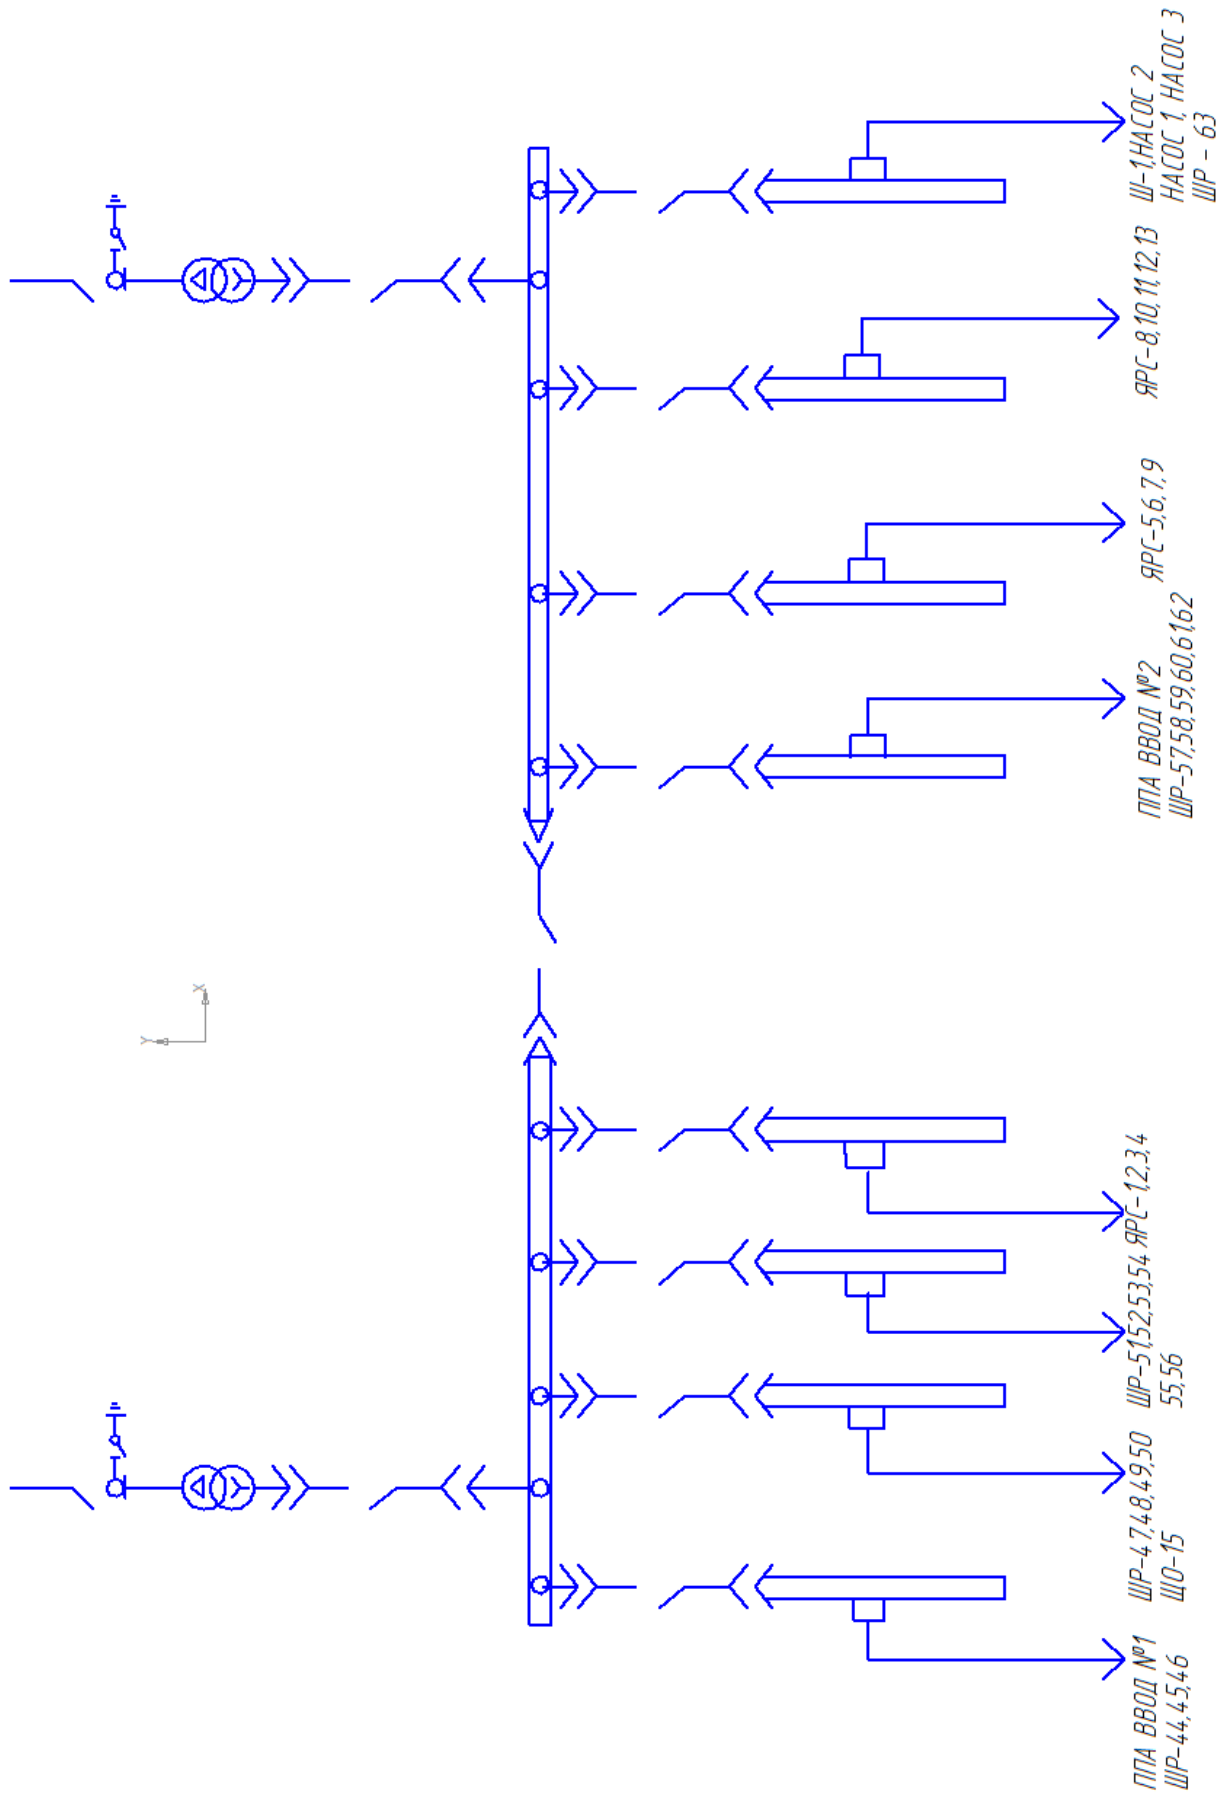 ППА ВВОД №1
ШР-44,45,46
ШР-47,48,49,50
ЩО-15
ШР-51,52,53,54
55,56
ЯРС-1,2,3,4
ППА ВВОД №2
ШР-57,58,59,60,61,62
ЯРС-5,6,7,9
ЯРС-8,10,11,12,13
Ш-1,НАСОС 2
НАСОС 1, НАСОС 3
ШР - 63
Y
X